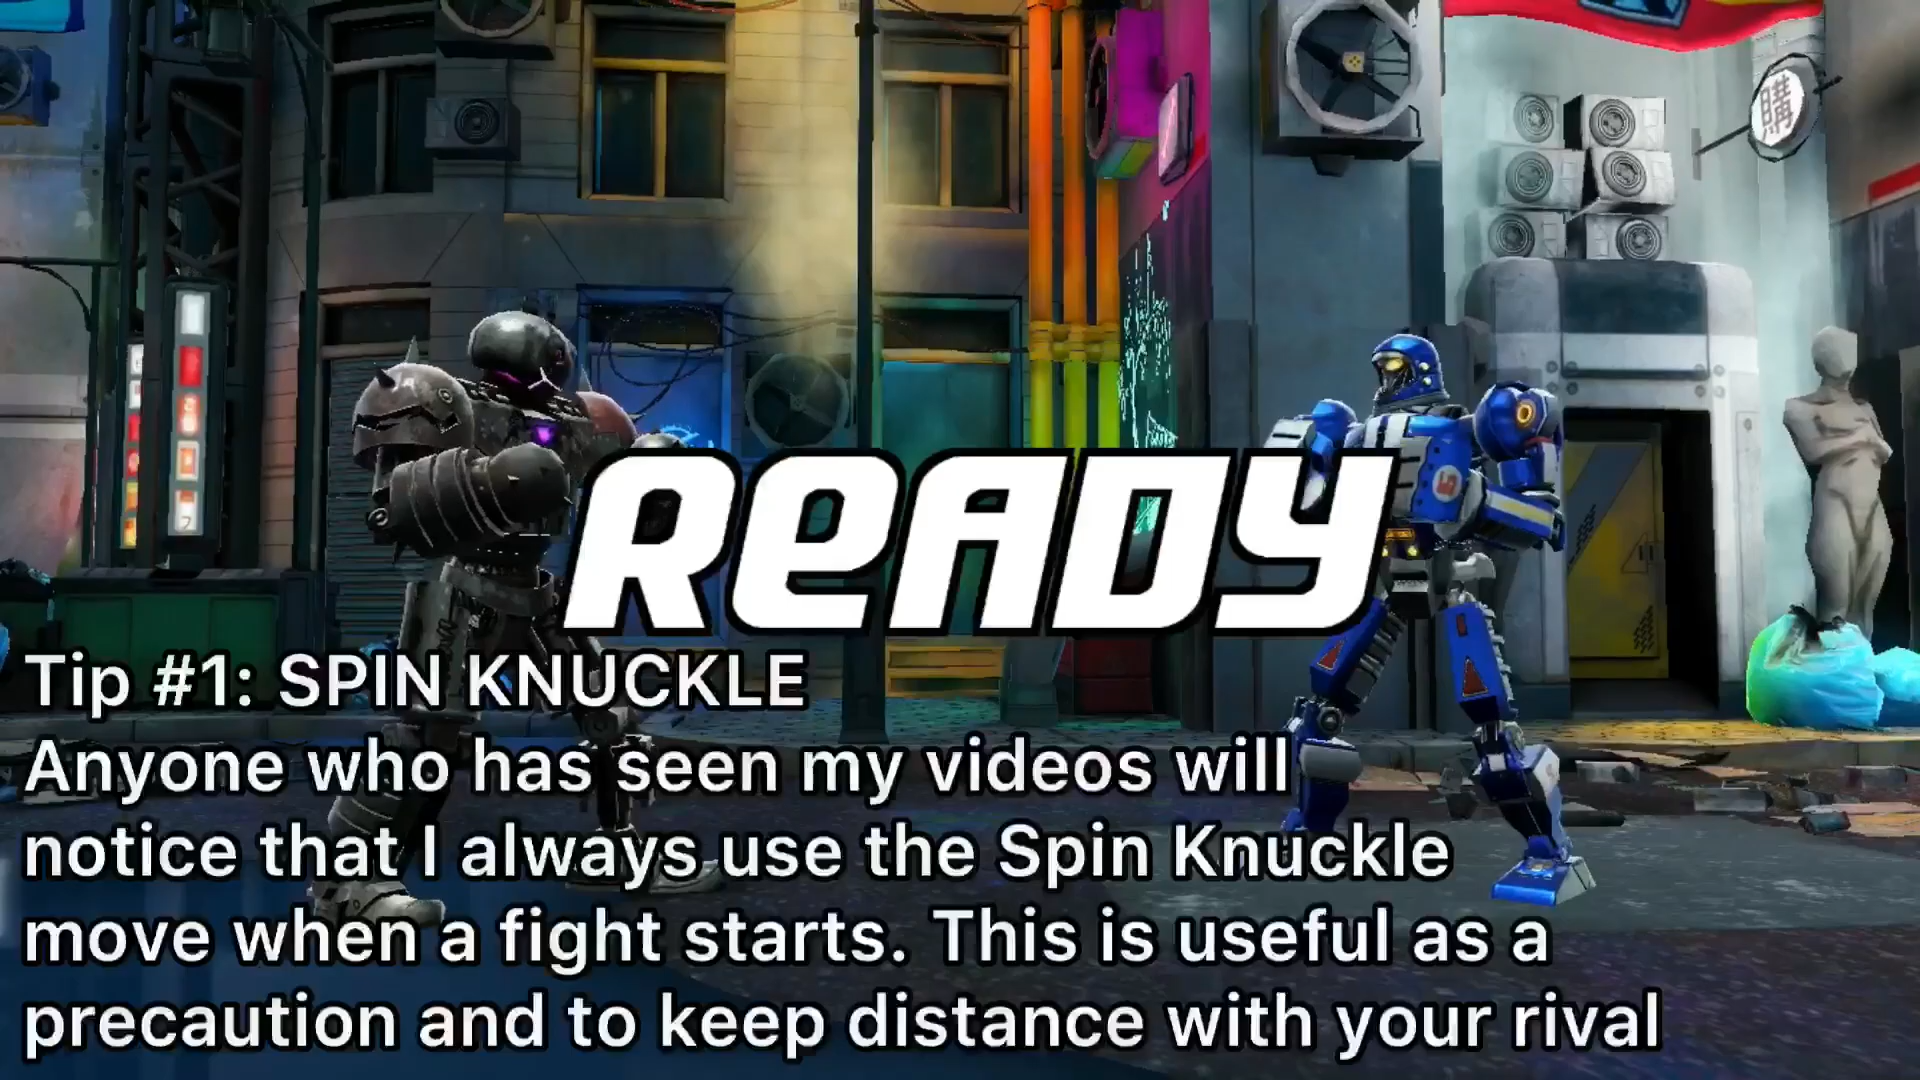 購
READY
Tip #1: SPIN KNUCKLE
Anyone who has seen my videos will
notice that I always use the Spin Knuckle
move when a fight starts. This is useful as a
precaution and to keep distance with your rival